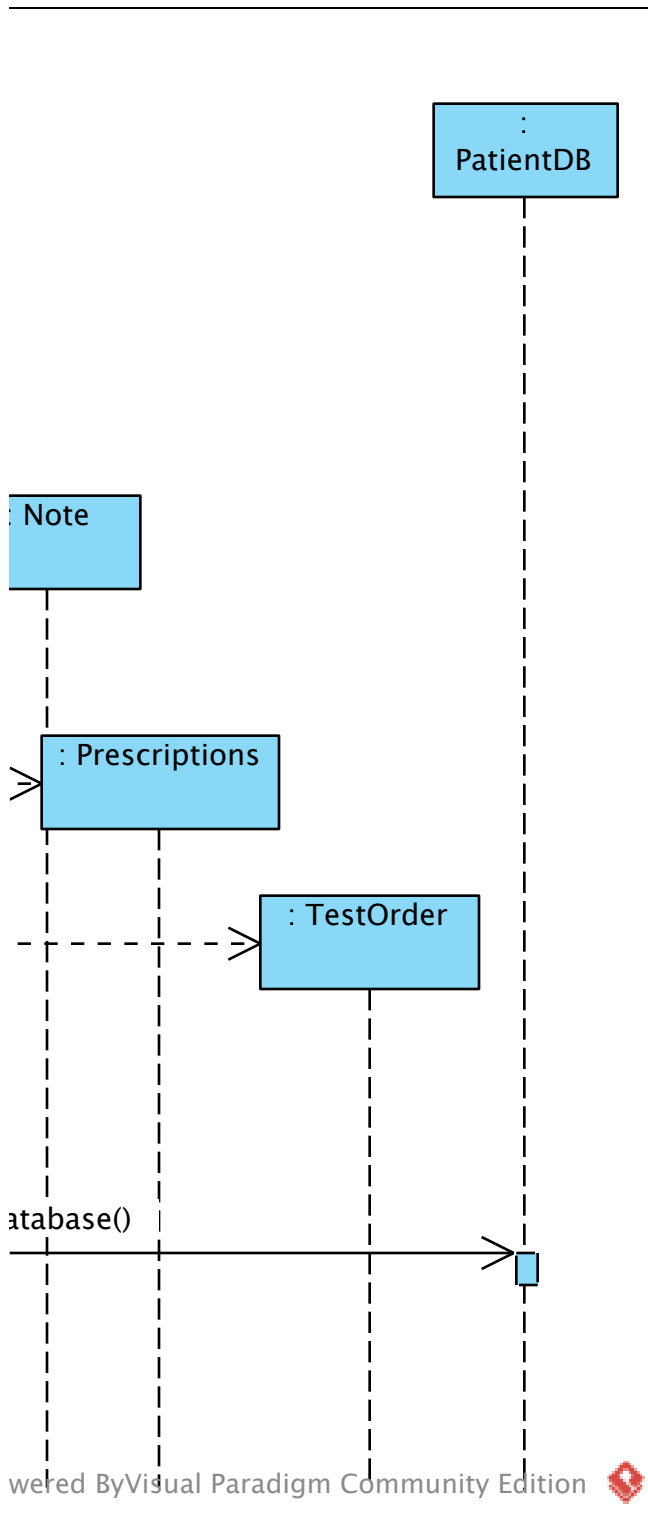 :
PatientDB
: Note
: Prescriptions
: TestOrder
atabase()
wered ByVisual Paradigm Community Edition